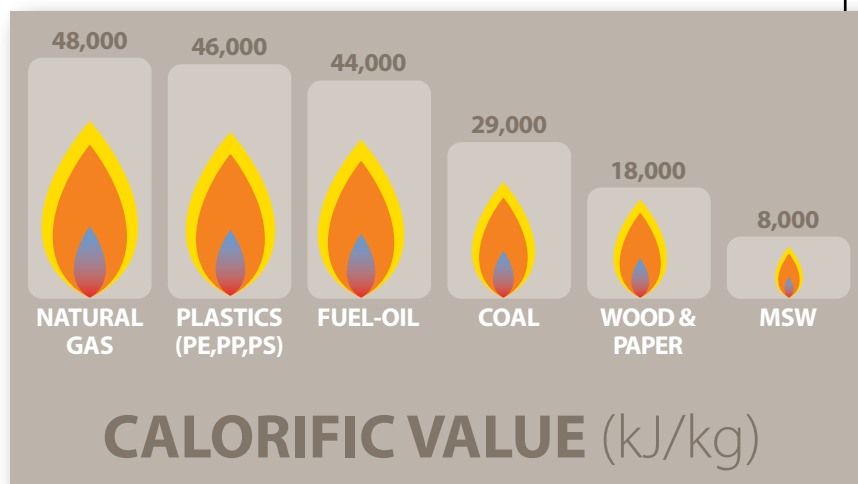 48,000
46,000
44,000
29,000
18,000
8,000
NATURAL
GAS
PLASTICS
(PE,PP,PS)
FUEL-OIL
COAL
WOOD &
PAPER
MSW
CALORIFIC VALUE (kJ/kg)